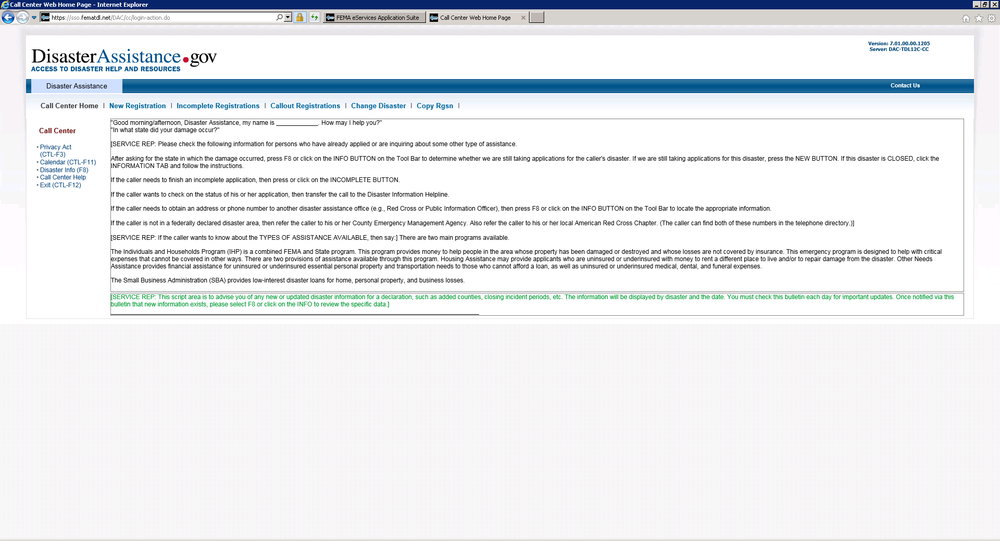 Call Center Web Home Page - Internet Explorer
https://sso.fematdl.net/DAC/cc/login-action.do
FEMA eServices Application Suite
Call Center Web Home Page
Version: 7.01.00.00.1205
Server: DAC-TDL12C-CC
DisasterAssistance.gov
ACCESS TO DISASTER HELP AND RESOURCES
Disaster Assistance
Contact Us
Call Center Home | New Registration | Incomplete Registrations | Callout Registrations | Change Disaster | Copy Rgsn |
Call Center
• Privacy Act
(CTL-F3)
• Calendar (CTL-F11)
• Disaster Info (F8)
• Call Center Help
• Exit (CTL-F12)
"Good morning/afternoon, Disaster Assistance, my name is ____________. How may I help you?"
"In what state did your damage occur?"
[SERVICE REP: Please check the following information for persons who have already applied or are inquiring about some other type of assistance.
After asking for the state in which the damage occurred, press F8 or click on the INFO BUTTON on the Tool Bar to determine whether we are still taking applications for the caller's disaster. If we are still taking applications for this disaster, press the NEW BUTTON. If this disaster is CLOSED, click the
INFORMATION TAB and follow the instructions.
If the caller needs to finish an incomplete application, then press or click on the INCOMPLETE BUTTON.
If the caller wants to check on the status of his or her application, then transfer the call to the Disaster Information Helpline.
If the caller needs to obtain an address or phone number to another disaster assistance office (e.g., Red Cross or Public Information Officer), then press F8 or click on the INFO BUTTON on the Tool Bar to locate the appropriate information.
If the caller is not in a federally declared disaster area, then refer the caller to his or her County Emergency Management Agency. Also refer the caller to his or her local American Red Cross Chapter. (The caller can find both of these numbers in the telephone directory.)]
[SERVICE REP: If the caller wants to know about the TYPES OF ASSISTANCE AVAILABLE, then say:] There are two main programs available.
The Individuals and Households Program (IHP) is a combined FEMA and State program. This program provides money to help people in the area whose property has been damaged or destroyed and whose losses are not covered by insurance. This emergency program is designed to help with critical
expenses that cannot be covered in other ways. There are two provisions of assistance available through this program. Housing Assistance may provide applicants who are uninsured or underinsured with money to rent a different place to live and/or to repair damage from the disaster. Other Needs
Assistance provides financial assistance for uninsured or underinsured essential personal property and transportation needs to those who cannot afford a loan, as well as uninsured or underinsured medical, dental, and funeral expenses.
The Small Business Administration (SBA) provides low-interest disaster loans for home, personal property, and business losses.
[SERVICE REP: This script area is to advise you of any new or updated disaster information for a declaration, such as added counties, closing incident periods, etc. The information will be displayed by disaster and the date. You must check this bulletin each day for important updates. Once notified via this
bulletin that new information exists, please select F8 or click on the INFO to review the specific data.]